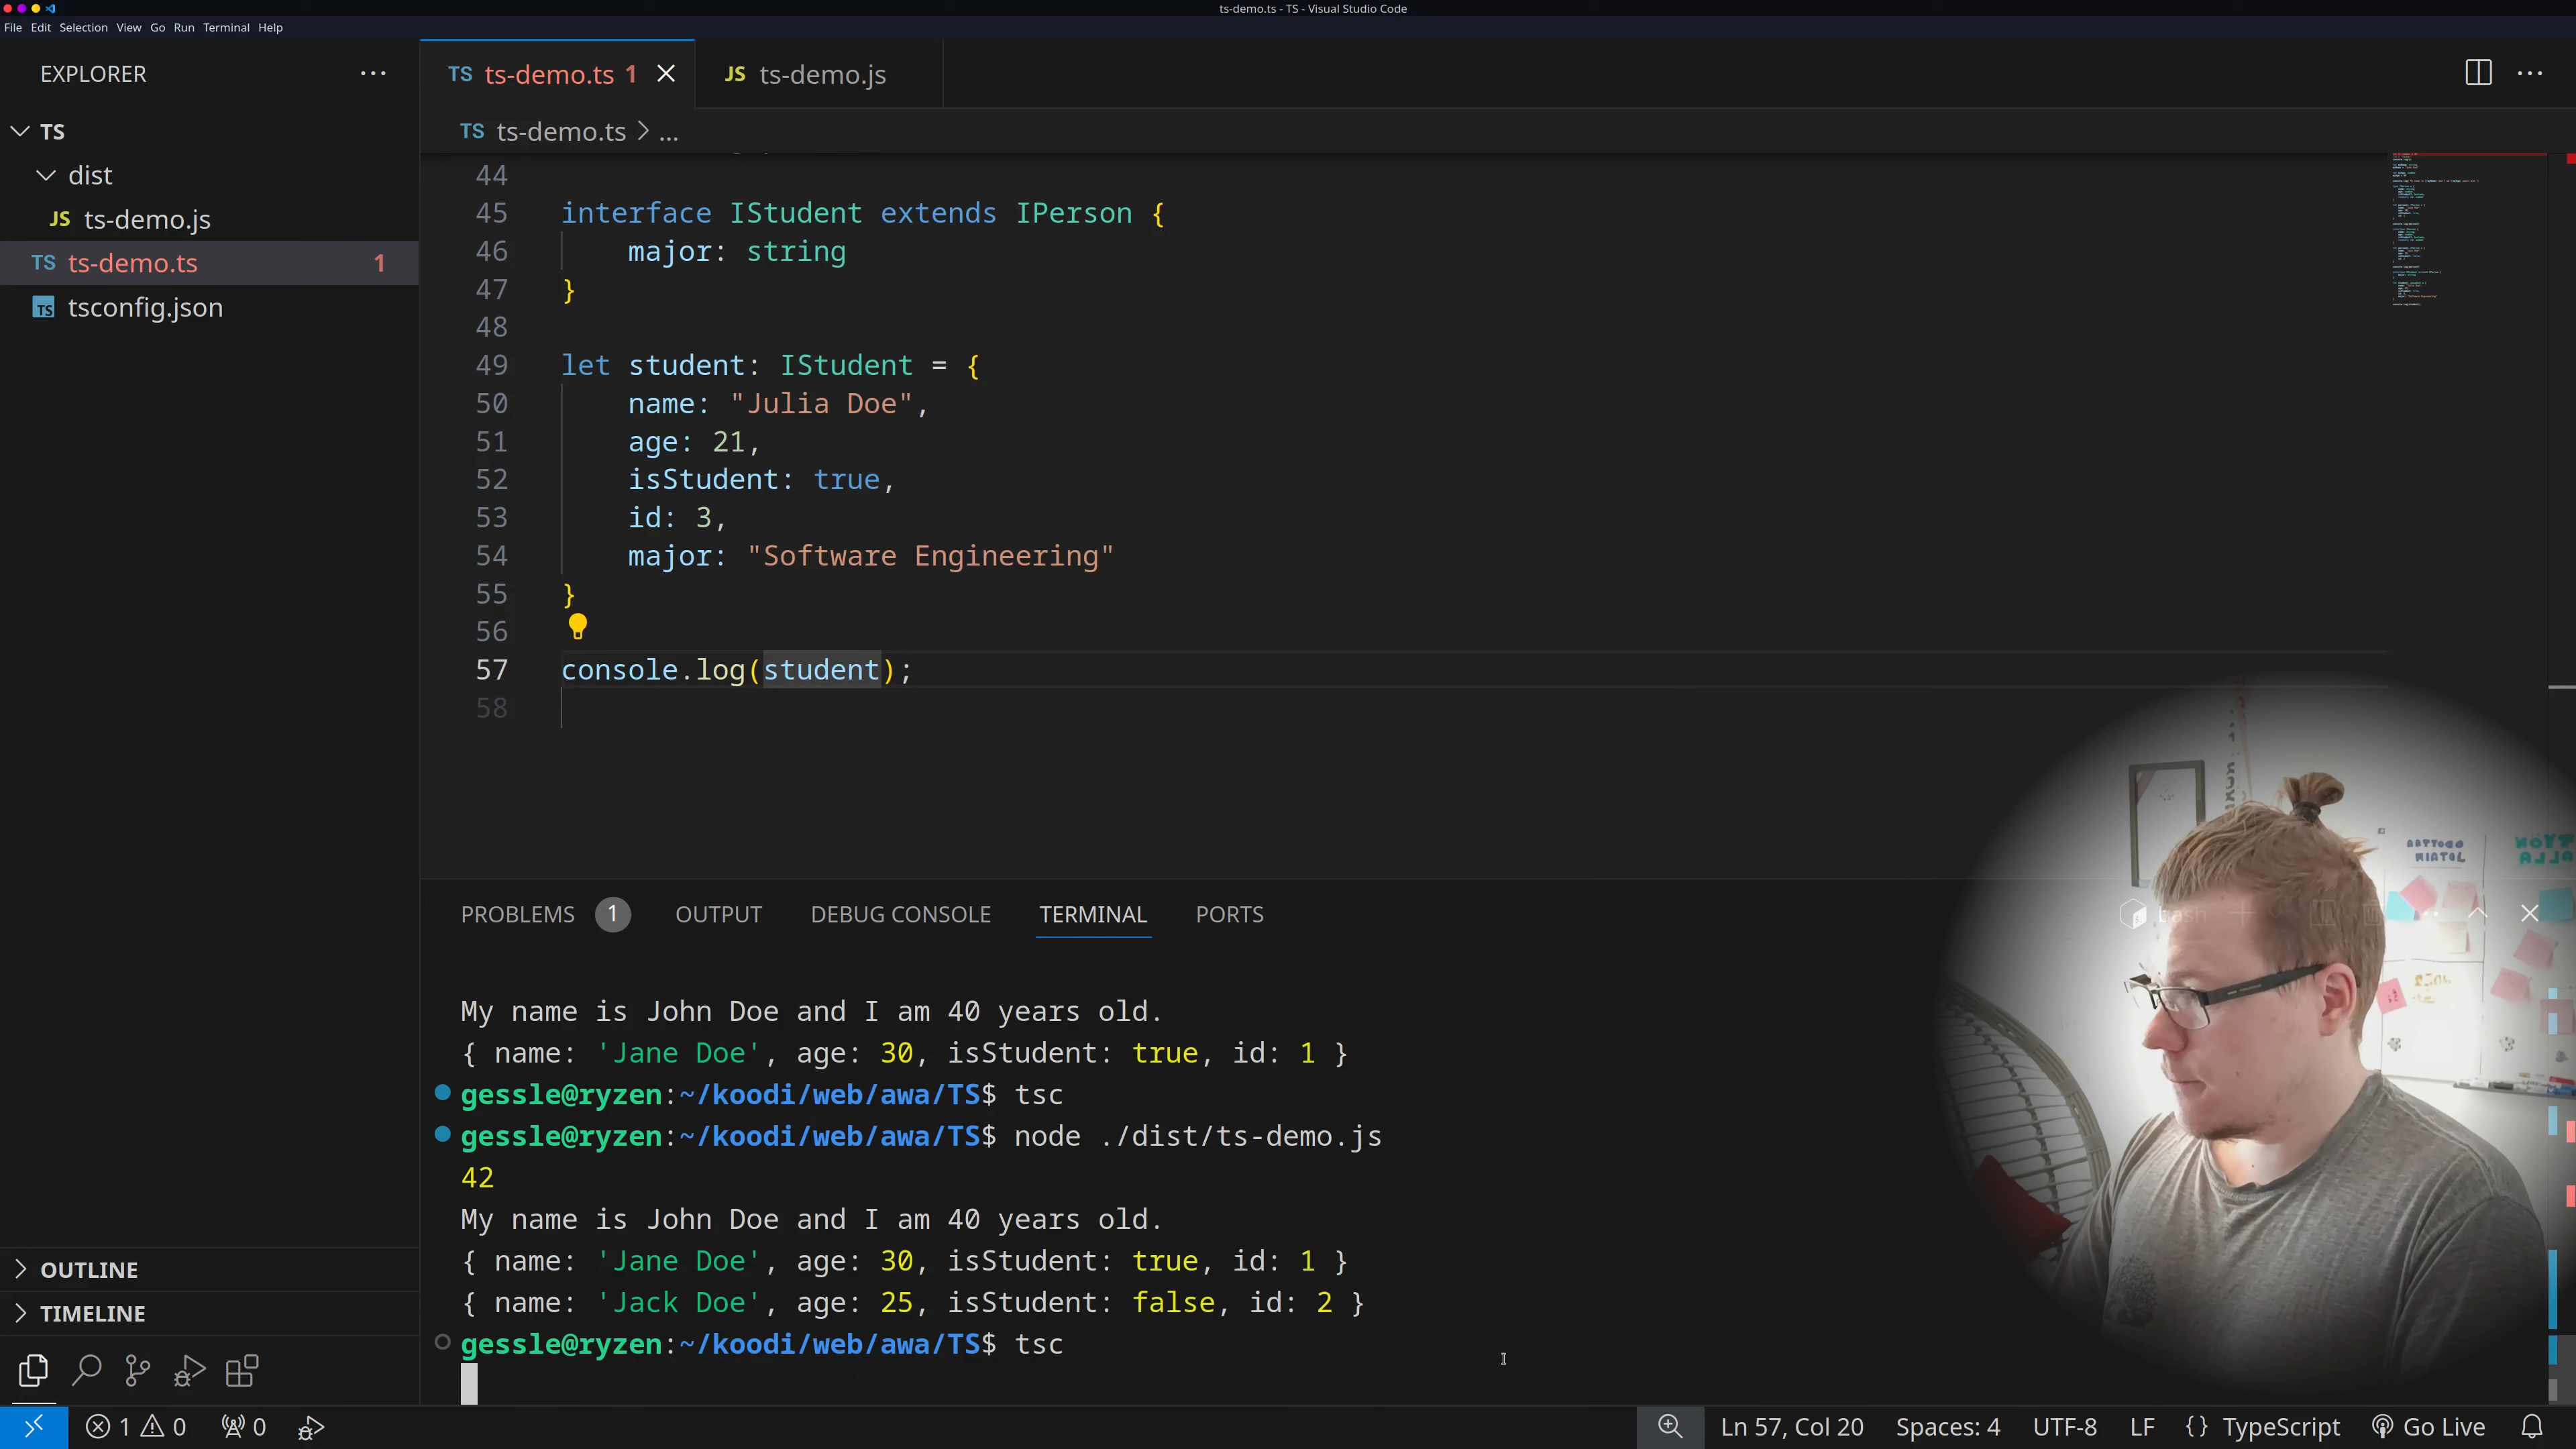 ts-demo.ts - TS - Visual Studio Code
File Edit Selection View Go Run Terminal Help
EXPLORER
TS
dist
JS ts-demo.js
TS ts-demo.ts 1
TS tsconfig.json
OUTLINE
TIMELINE
TS ts-demo.ts 1
JS ts-demo.js
TS ts-demo.ts > ...
44
45 interface IStudent extends IPerson {
46 major: string
47 }
48
49 let student: IStudent = {
50 name: "Julia Doe",
51 age: 21,
52 isStudent: true,
53 id: 3,
54 major: "Software Engineering"
55 }
56
57 console.log(student);
58
PROBLEMS 1 OUTPUT DEBUG CONSOLE TERMINAL PORTS
bash
My name is John Doe and I am 40 years old.
{ name: 'Jane Doe', age: 30, isStudent: true, id: 1 }
gessle@ryzen:~/koodi/web/awa/TS$ tsc
gessle@ryzen:~/koodi/web/awa/TS$ node ./dist/ts-demo.js
42
My name is John Doe and I am 40 years old.
{ name: 'Jane Doe', age: 30, isStudent: true, id: 1 }
{ name: 'Jack Doe', age: 25, isStudent: false, id: 2 }
gessle@ryzen:~/koodi/web/awa/TS$ tsc
1 0 0
Ln 57, Col 20 Spaces: 4 UTF-8 LF {} TypeScript Go Live